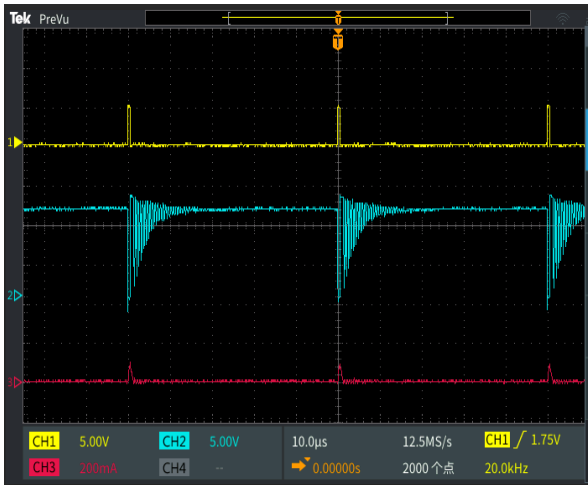 Tek PreVu
T
T
1
2
3
CH1 5.00V CH2 5.00V 10.0µs 12.5MS/s CH1 1.75V
CH3 200mA CH4 -- 0.00000s 2000 个点 20.0kHz